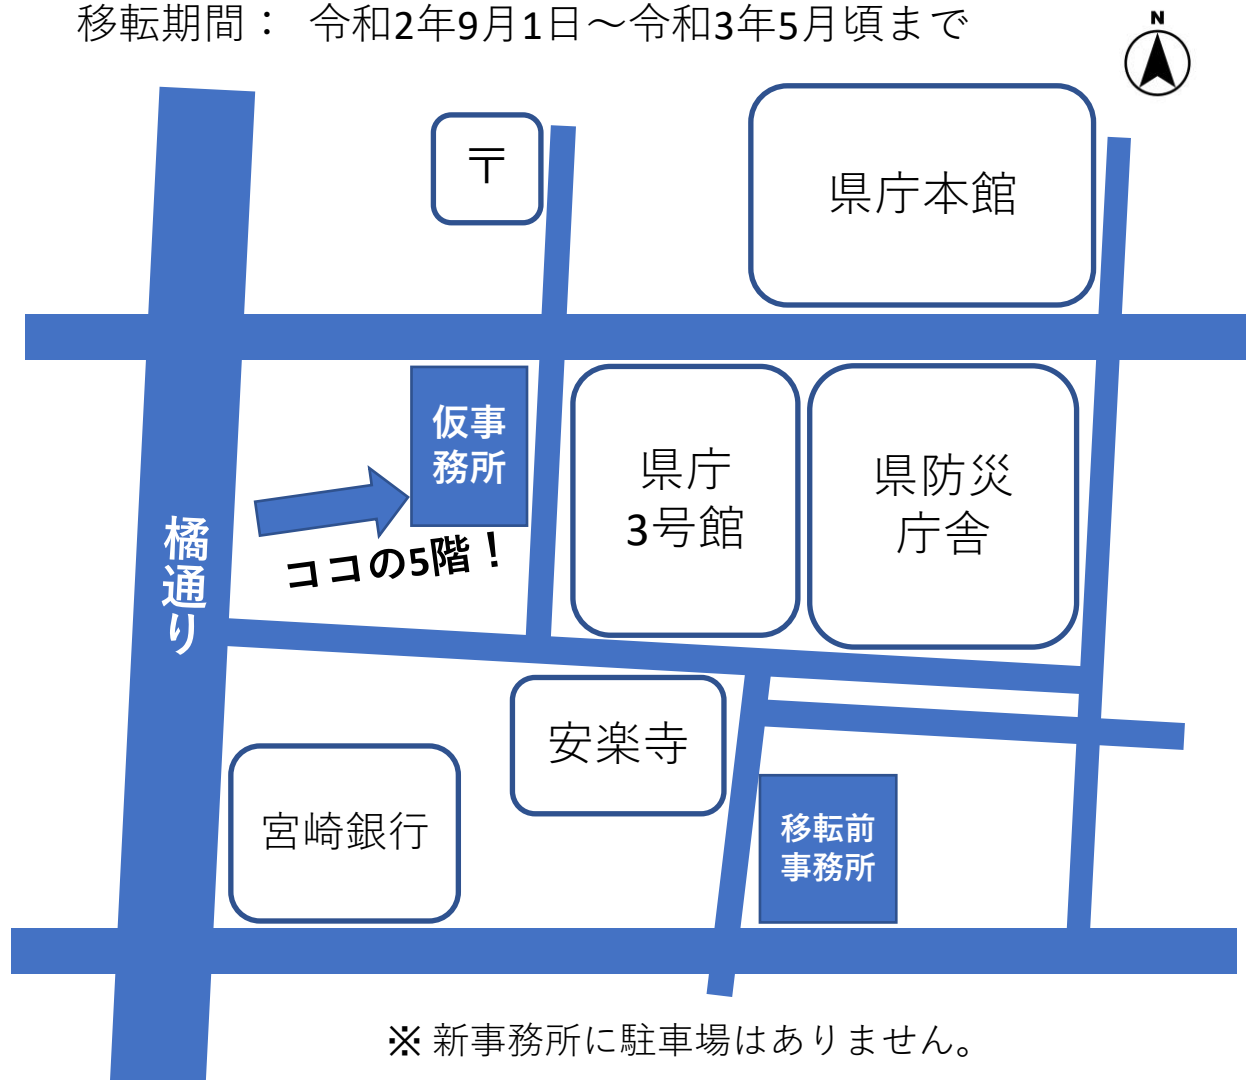 移転期間： 令和2年9月1日～令和3年5月頃まで
N
〒
県庁本館
仮事
務所
県庁
3号館
県防災
庁舎
ココの5階！
橘通り
安楽寺
宮崎銀行
移転前
事務所
※ 新事務所に駐車場はありません。